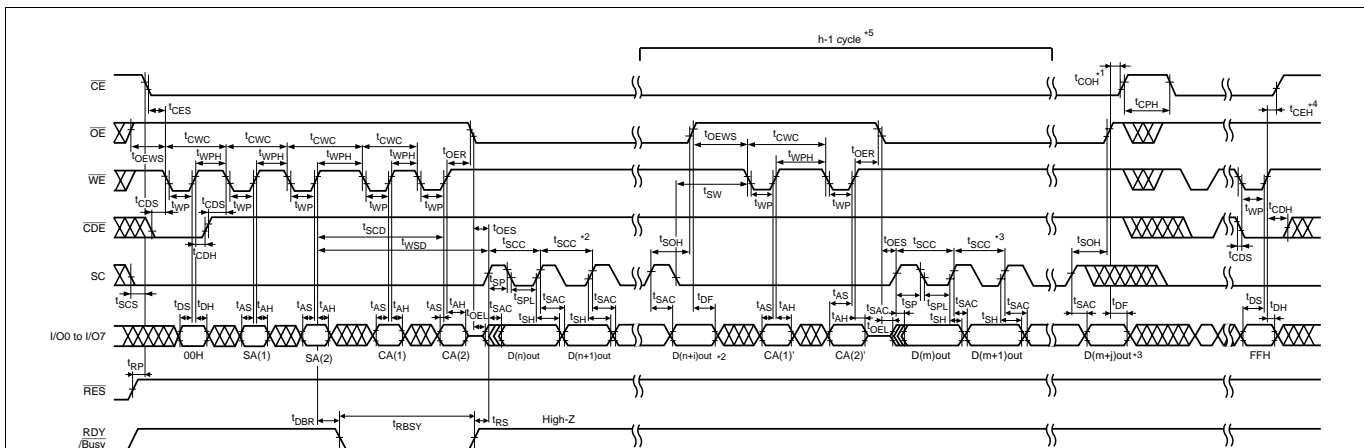 h-1 cycle *5
CE
tCES
tCOH*1
tCPH
tCEH*4
OE
tOEWS tCWC tCWC tCWC tCWC tOER tOEWS tCWC tOER
tWPH tWPH tWPH tWPH tWPH
WE
tWP tWP tWP tWP tWP tSW tWP tWP tWP
tCDS tCDS tCDH
CDE
tCDH tSCD tWSD tOES tSCC tSCC *2 tSOH tOES tSCC tSCC *3 tSOH tCDS
SC
tSCS tSP tSPL tSP tSPL
tDS tDH tAS tAH tAS tAH tAS tAH tAS tAH tOEL tSAC tSAC tSAC tSH tSH tDF tAS tAH tAS tAH tSAC tOEL tSAC tSAC tSH tSH tSAC tDF tDS tDH
I/O0 to I/O7
00H SA(1) SA(2) CA(1) CA(2) D(n)out D(n+1)out D(n+i)out *2 CA(1)' CA(2)' D(m)out D(m+1)out D(m+j)out *3 FFH
tRP
RES
tDBR tRBSY tRS High-Z
RDY
/Busy